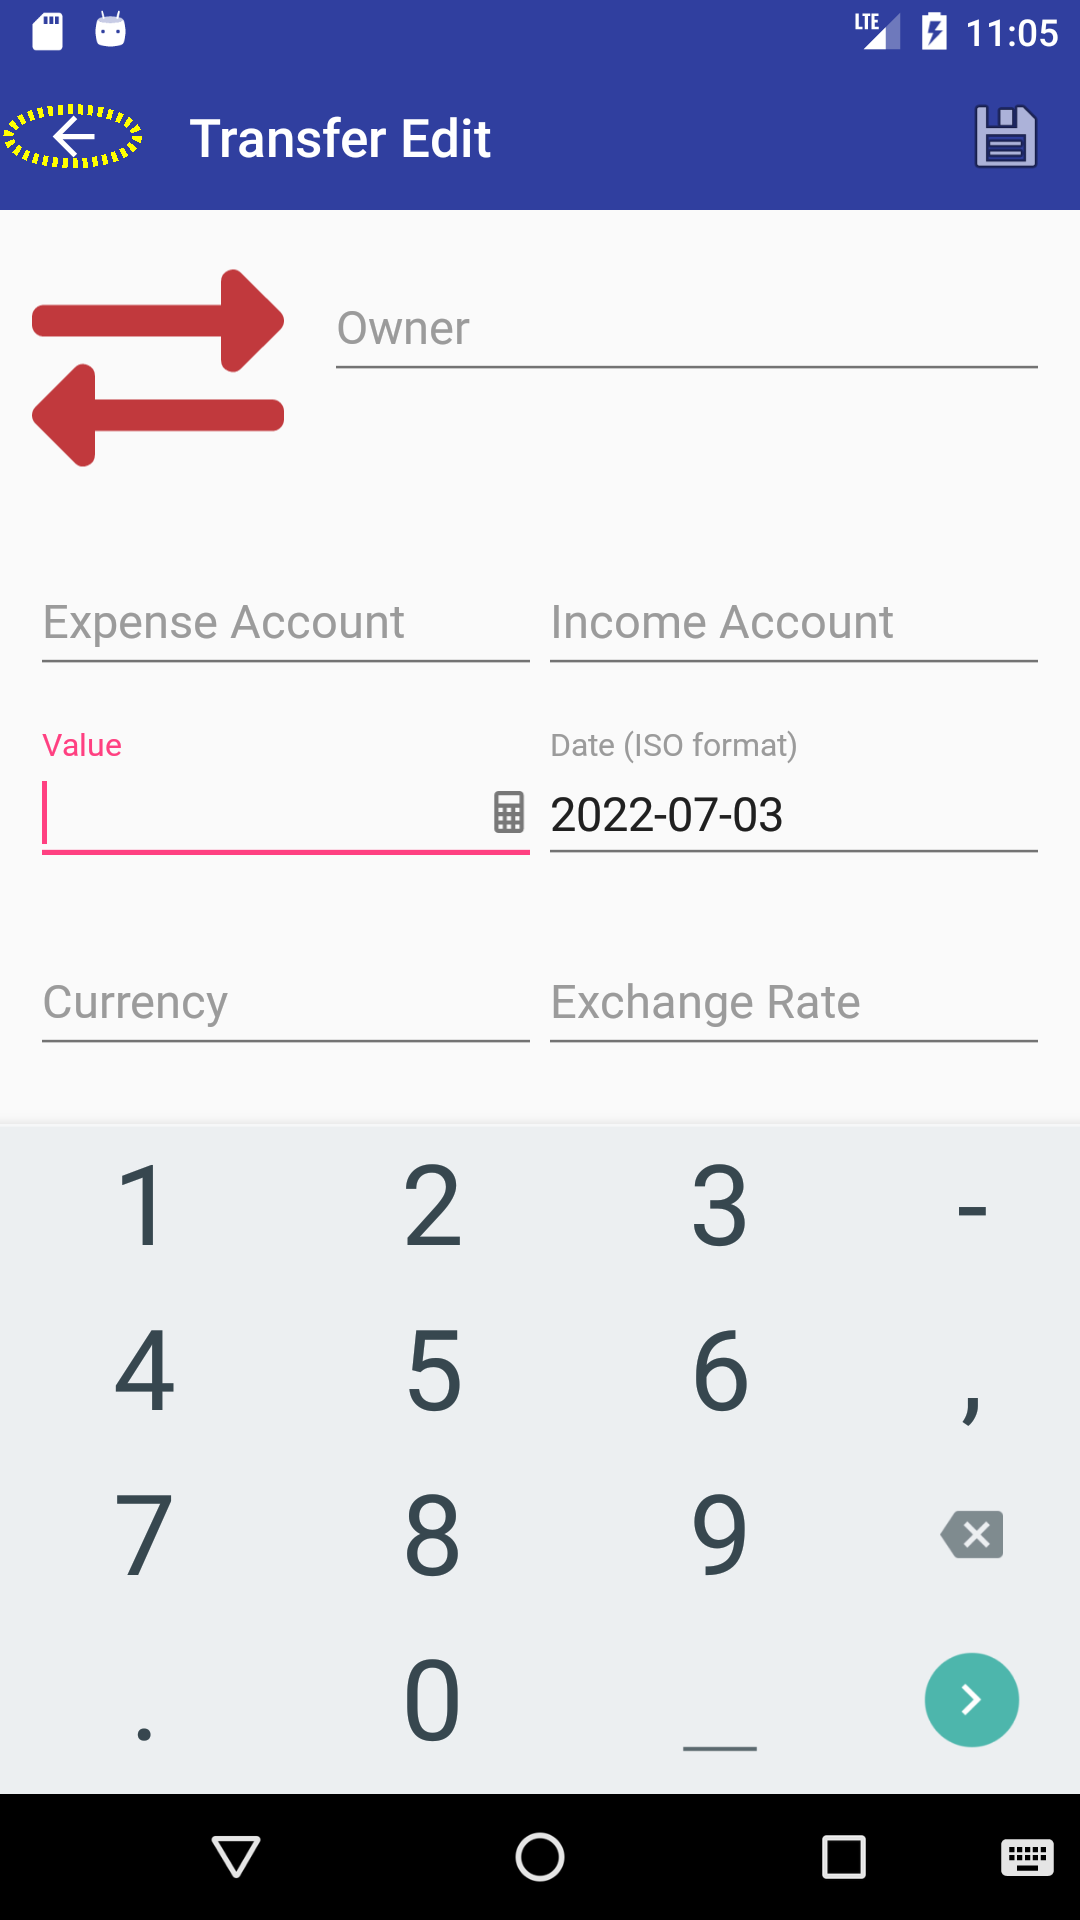 LTE 11:05
Transfer Edit
Owner
Expense Account Income Account
Value Date (ISO format)
2022-07-03
Currency Exchange Rate
1 2 3 -
4 5 6 ,
7 8 9
. 0 _